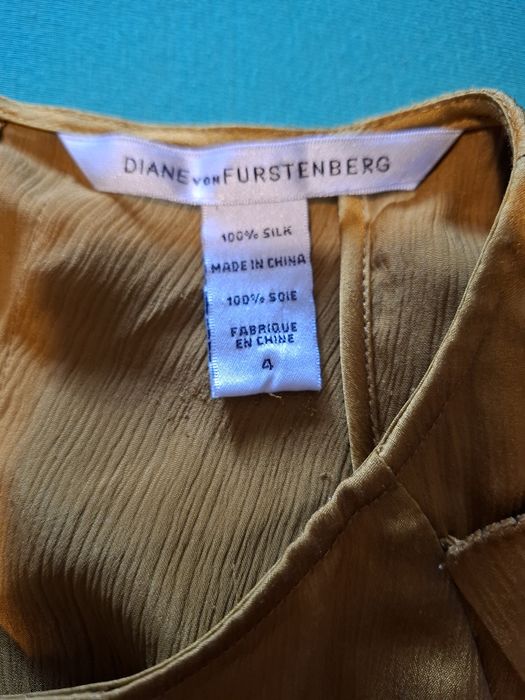 DIANE VON FURSTENBERG
100% SILK
MADE IN CHINA
100% SOIE
FABRIQUE
EN CHINE
4